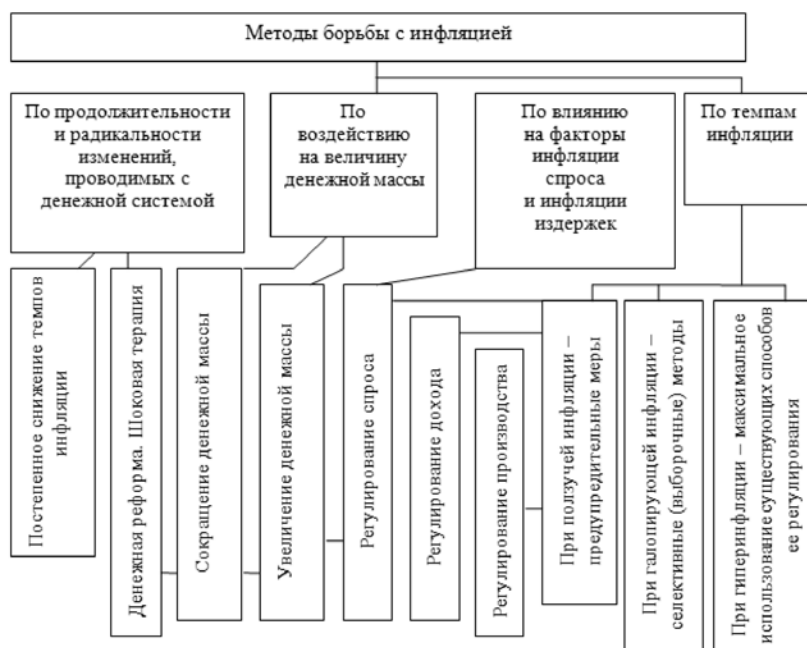 Методы борьбы с инфляцией
По продолжительности
и радикальности
изменений,
проводимых с
денежной системой
По
воздействию
на величину
денежной массы
По влиянию
на факторы
инфляции
спроса
и инфляции
издержек
По темпам
инфляции
Постепенное снижение темпов
инфляции
Денежная реформа. Шоковая терапия
Сокращение денежной массы
Увеличение денежной массы
Регулирование спроса
Регулирование дохода
Регулирование производства
При ползучей инфляции –
предупредительные меры
При галопирующей инфляции –
селективные (выборочные) методы
При гиперинфляции – максимальное
использование существующих способов
ее регулирования